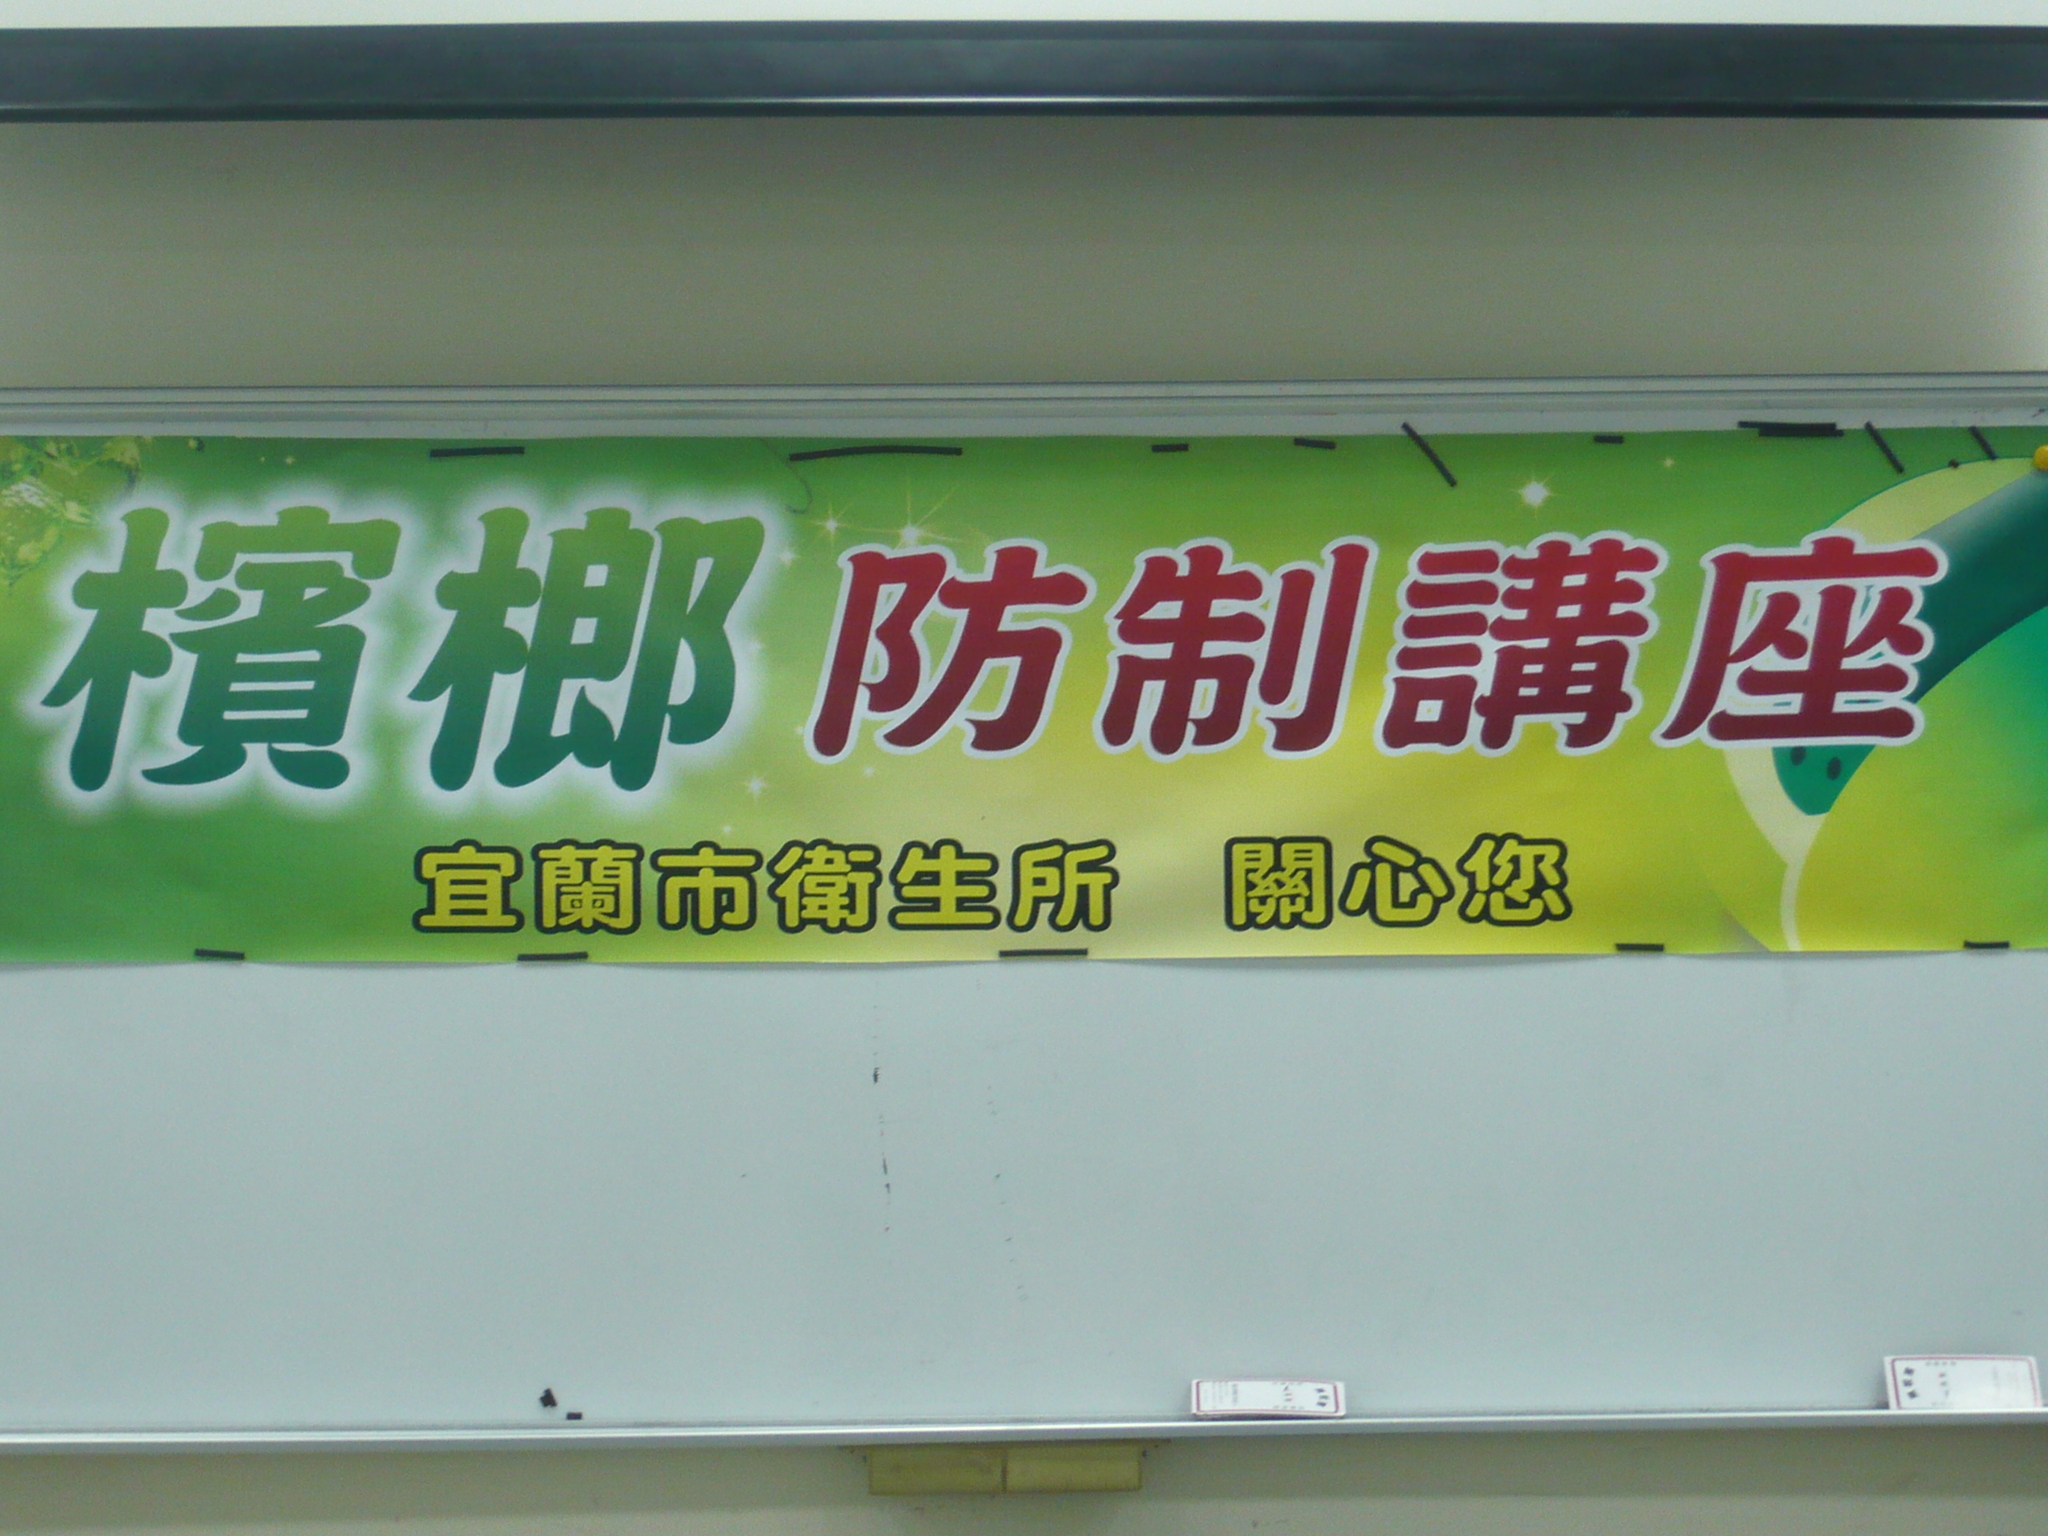 檳榔防制講座
宜蘭市衛生所 關心您